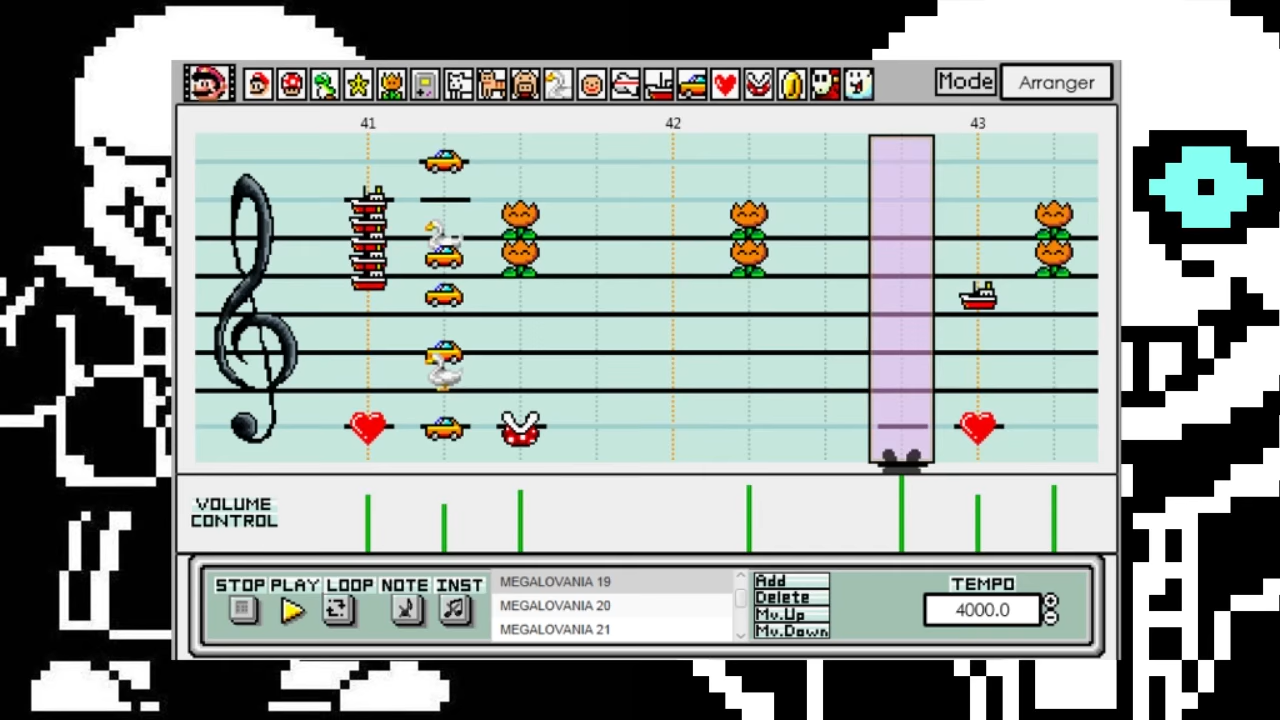 Mode Arranger
41 42 43
VOLUME
CONTROL
STOP PLAY LOOP NOTE INST
MEGALOVANIA 19
MEGALOVANIA 20
MEGALOVANIA 21
Add
Delete
Mv.Up
Mv.Down
TEMPO
4000.0